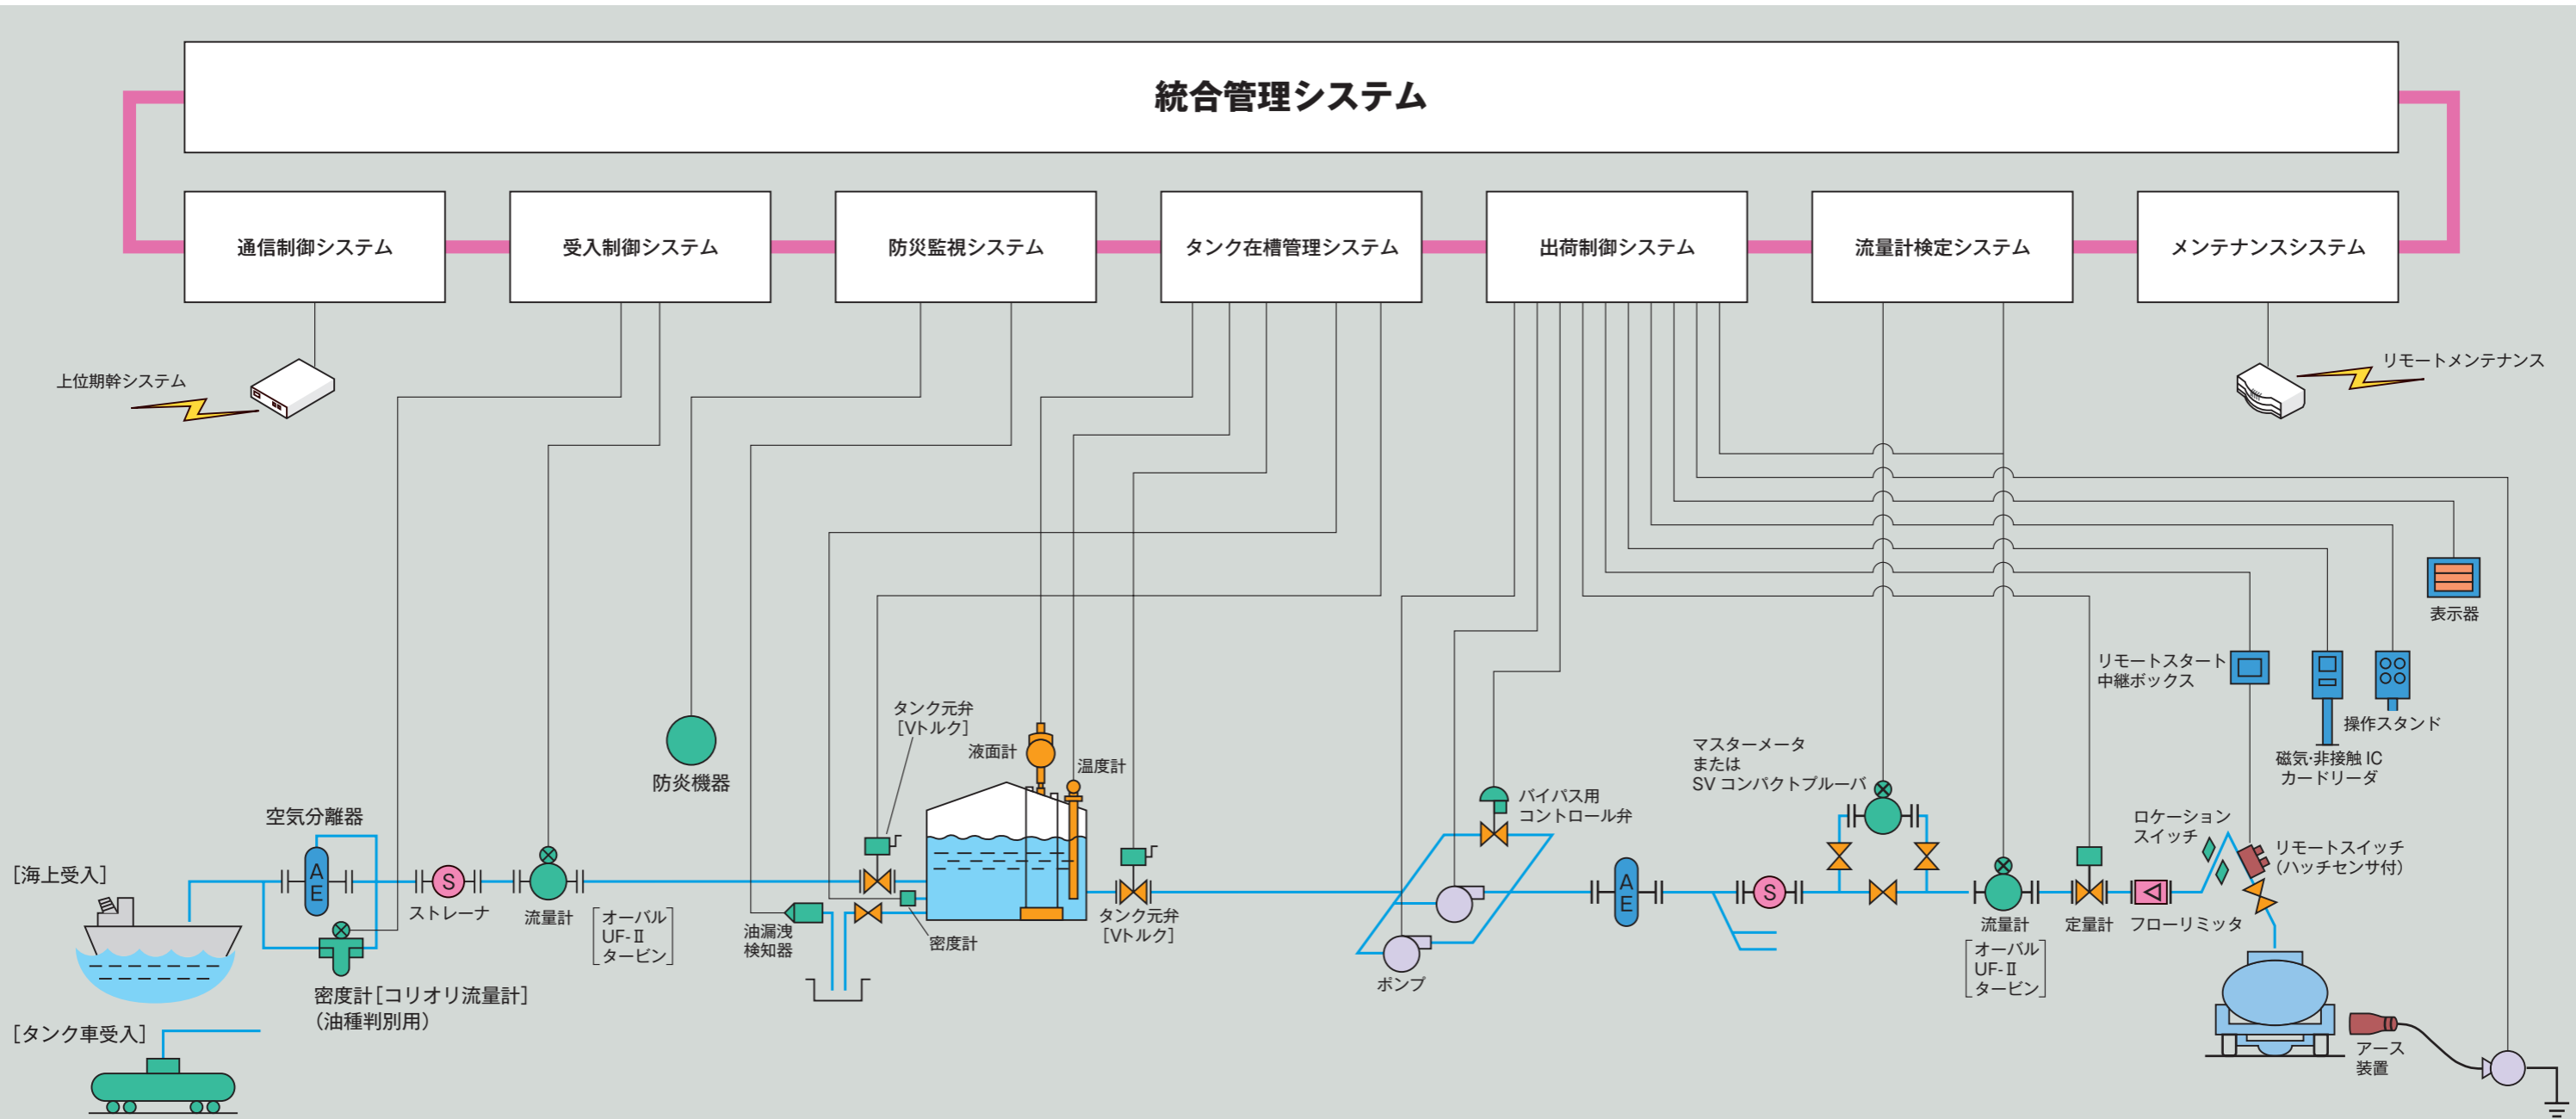 統合管理システム
通信制御システム
受入制御システム
防災監視システム
タンク在槽管理システム
出荷制御システム
流量計検定システム
メンテナンスシステム
上位期幹システム
リモートメンテナンス
表示器
リモートスタート
中継ボックス
操作スタンド
磁気・非接触 IC
カードリーダ
タンク元弁
[Vトルク]
液面計
温度計
防炎機器
マスターメータ
または
SV コンパクトプルーバ
バイパス用
コントロール弁
ロケーション
スイッチ
リモートスイッチ
（ハッチセンサ付）
空気分離器
[海上受入]
A
E
S
ストレーナ
流量計
オーバル
UF-Ⅱ
タービン
油漏洩
検知器
密度計
タンク元弁
[Vトルク]
ポンプ
A
E
S
流量計
オーバル
UF-Ⅱ
タービン
定量計
フローリミッタ
密度計[コリオリ流量計]
（油種判別用）
[タンク車受入]
アース
装置